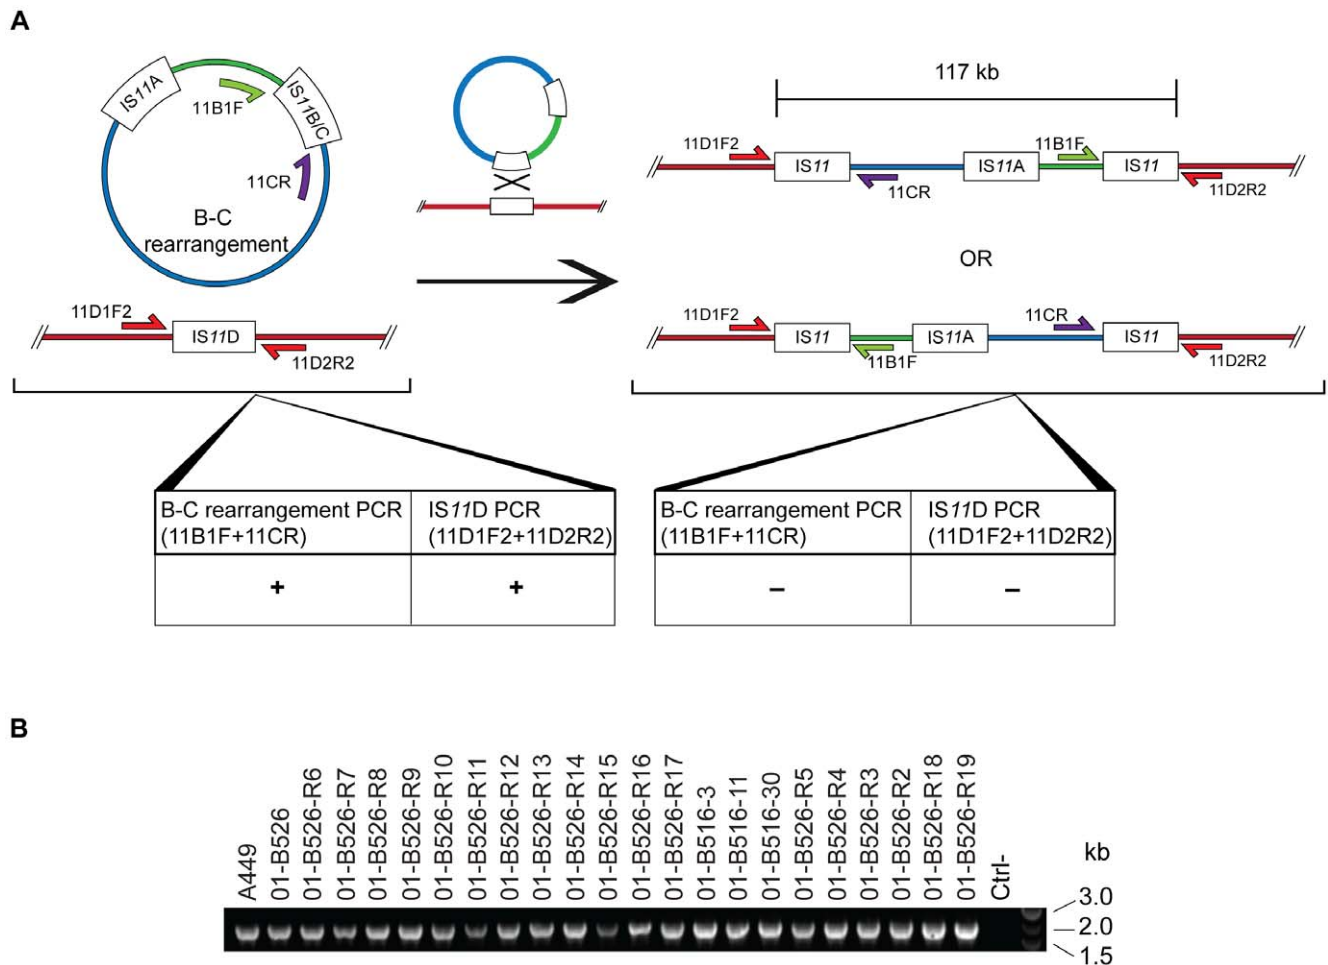 A
IS11A
11B1F
IS11B/C
11CR
B-C
rearrangement
11D1F2
IS11D
11D2R2
117 kb
11D1F2
IS11
11CR
IS11A
11B1F
IS11
11D2R2
OR
11D1F2
IS11
11B1F
IS11A
11CR
IS11
11D2R2
B-C rearrangement PCR
(11B1F+11CR)
IS11D PCR
(11D1F2+11D2R2)
+
+
B-C rearrangement PCR
(11B1F+11CR)
IS11D PCR
(11D1F2+11D2R2)
–
–
B
A449
01-B526
01-B526-R6
01-B526-R7
01-B526-R8
01-B526-R9
01-B526-R10
01-B526-R11
01-B526-R12
01-B526-R13
01-B526-R14
01-B526-R15
01-B526-R16
01-B526-R17
01-B516-3
01-B516-11
01-B516-30
01-B526-R5
01-B526-R4
01-B526-R3
01-B526-R2
01-B526-R18
01-B526-R19
Ctrl-
kb
3.0
2.0
1.5